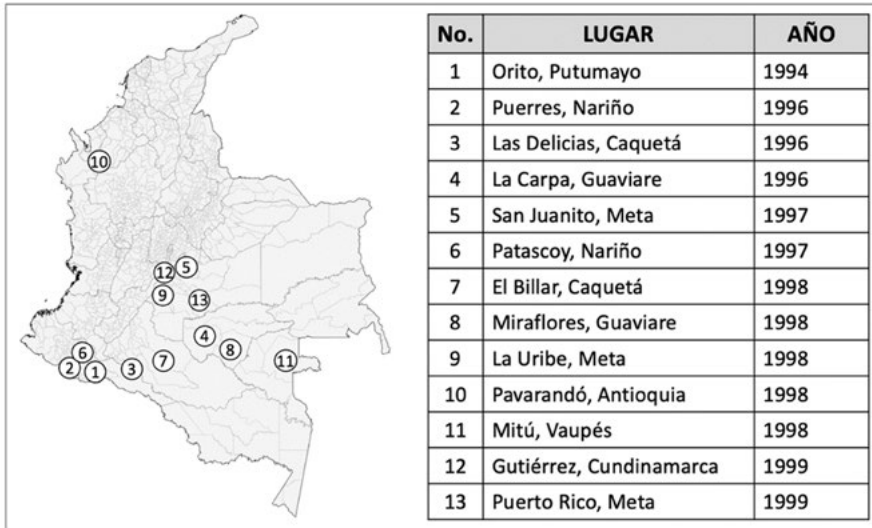 No. LUGAR AÑO
1 Orito, Putumayo 1994
2 Puerres, Nariño 1996
3 Las Delicias, Caquetá 1996
4 La Carpa, Guaviare 1996
5 San Juanito, Meta 1997
6 Patascoy, Nariño 1997
7 El Billar, Caquetá 1998
8 Miraflores, Guaviare 1998
9 La Uribe, Meta 1998
10 Pavarandó, Antioquia 1998
11 Mitú, Vaupés 1998
12 Gutiérrez, Cundinamarca 1999
13 Puerto Rico, Meta 1999
10
12 5
9 13
4
6 8
2 1 3 7 11